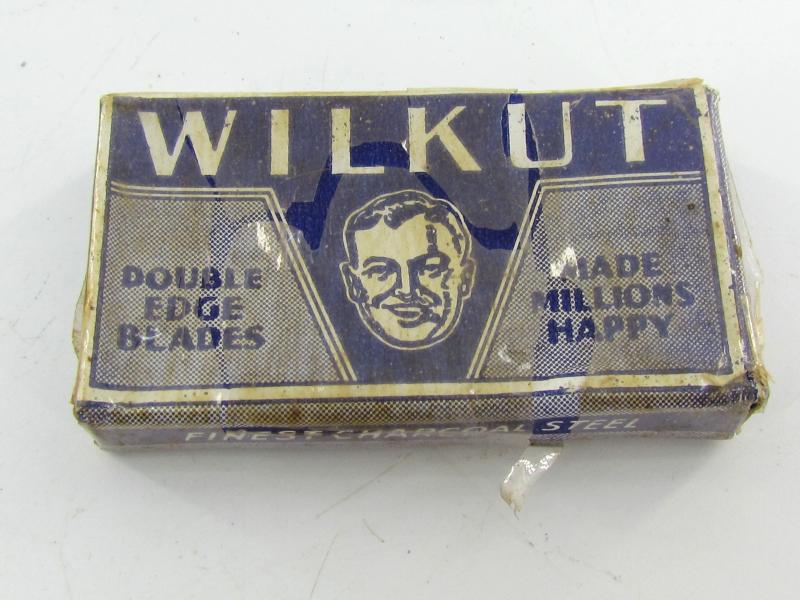 WILKUT
DOUBLE
EDGE
BLADES
MADE
MILLIONS
HAPPY
FINEST CHARCOAL STEEL